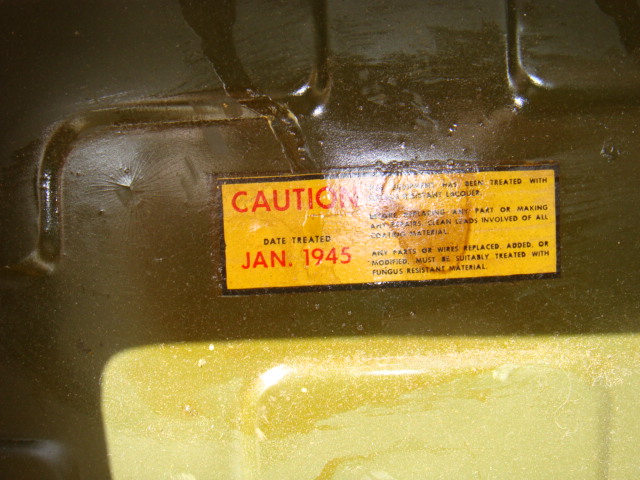 CAUTION
DATE TREATED
JAN. 1945
HAS BEEN TREATED WITH
RESISTANT LACQUER.
BEFORE REPLACING ANY PART OR MAKING
ANY REPAIRS, CLEAN LEADS INVOLVED OF ALL
COATING MATERIAL.
ANY PARTS OR WIRES REPLACED, ADDED, OR
MODIFIED, MUST BE SUITABLY TREATED WITH
FUNGUS RESISTANT MATERIAL.